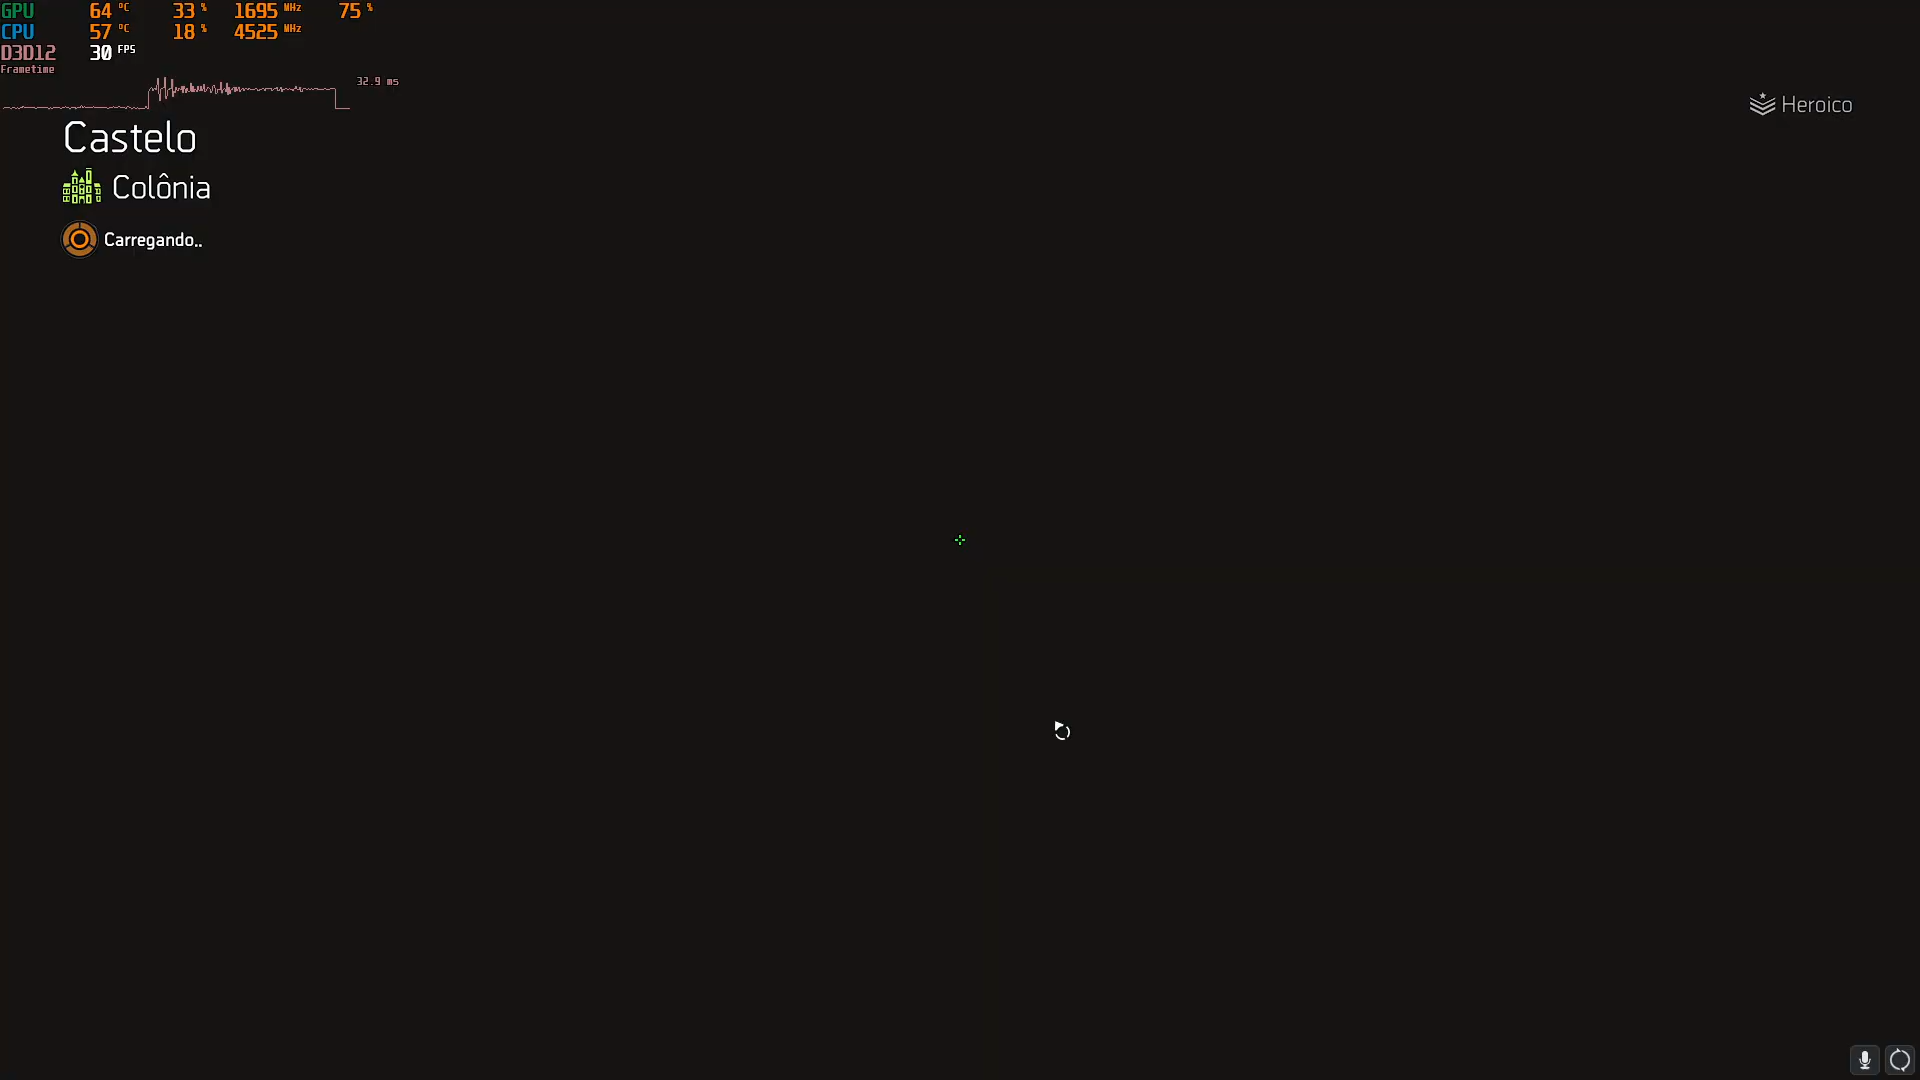 GPU 64 °C 33 % 1695 MHz 75 %
CPU 57 °C 18 % 4525 MHz
D3D12 30 FPS
Frametime
32.9 ms
Heroico
Castelo
Colônia
Carregando..